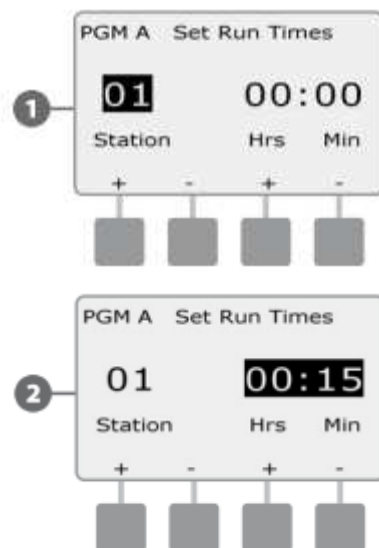 PGM A Set Run Times
1
01 00:00
Station Hrs Min
+ - + -
PGM A Set Run Times
2
01 00:15
Station Hrs Min
+ - + -